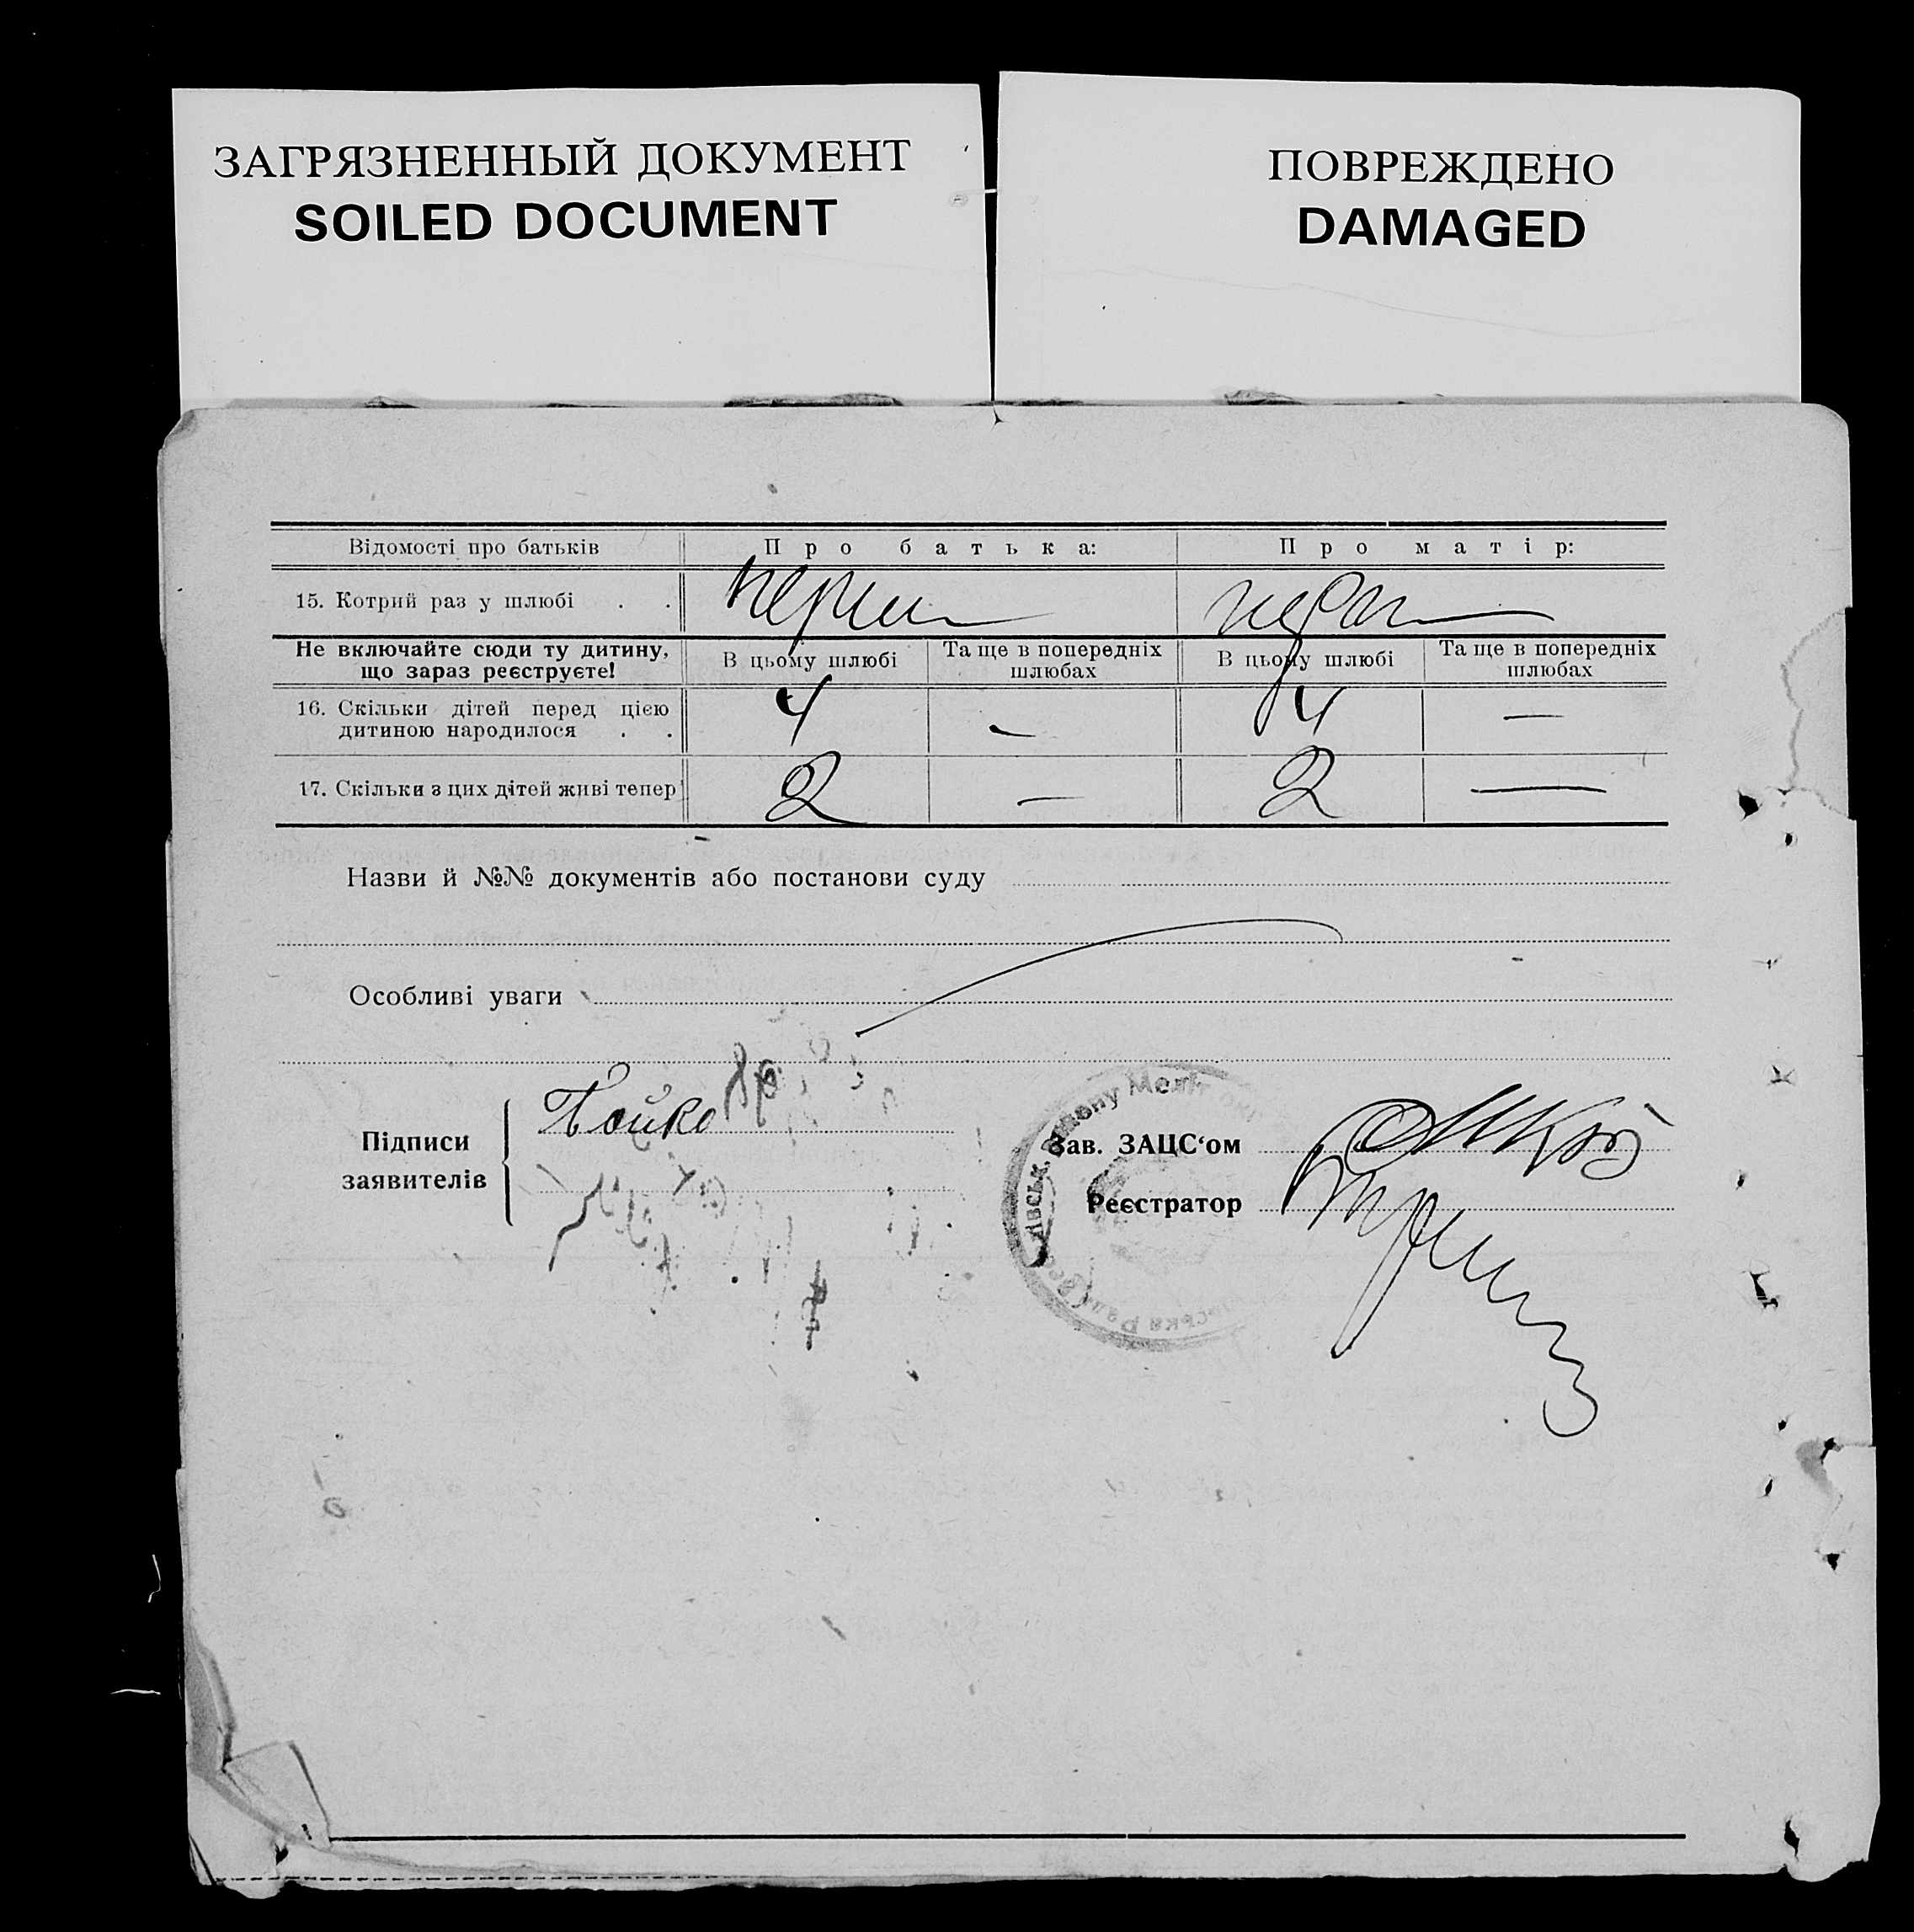 ЗАГРЯЗНЕННЫЙ ДОКУМЕНТ
SOILED DOCUMENT
ПОВРЕЖДЕНО
DAMAGED
Відомості про батьків Про батька: Про матір:
15. Котрий раз у шлюбі . .
Не включайте сюди ту дитину, що зараз реєструєте! В цьому шлюбі Та ще в попередніх шлюбах В цьому шлюбі Та ще в попередніх шлюбах
16. Скільки дітей перед цією дитиною народилося . . 4 — 4 —
17. Скільки з цих дітей живі тепер 2 — 2 —
Назви й №№ документів або постанови суду
Особливі уваги
Підписи заявителів Бойко
Зав. ЗАЦС‘ом
Реєстратор